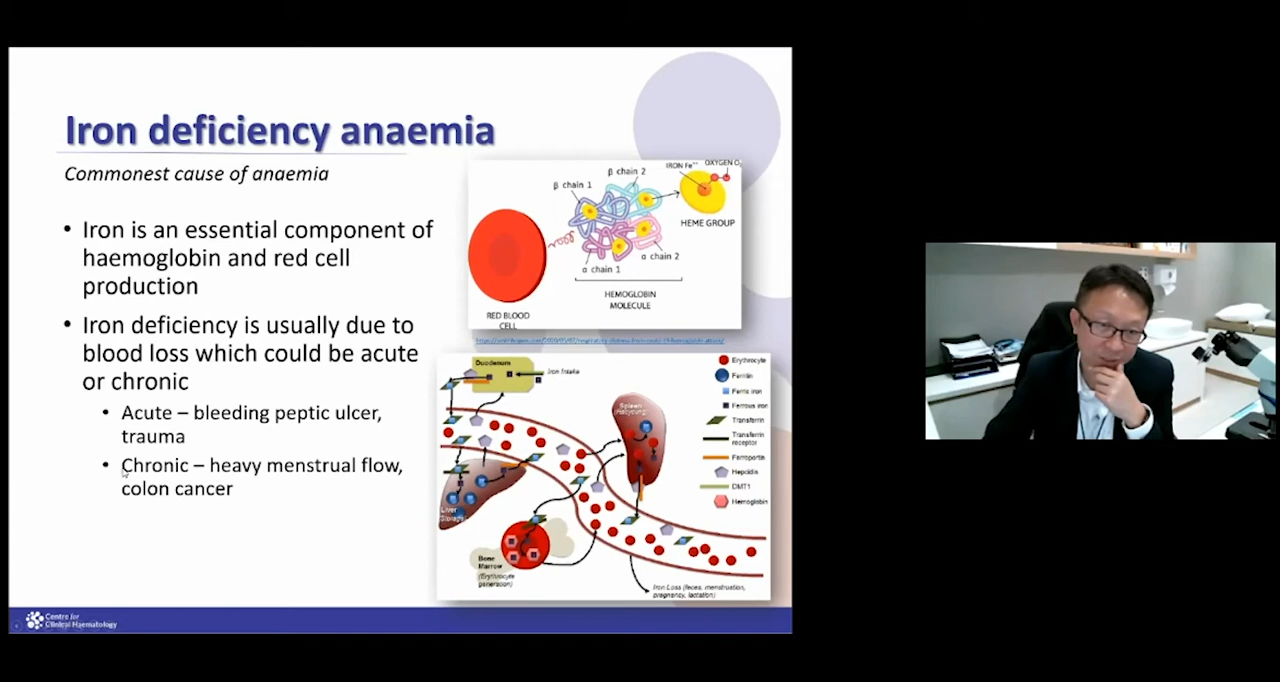 Iron deficiency anaemia
Commonest cause of anaemia
• Iron is an essential component of
haemoglobin and red cell
production
• Iron deficiency is usually due to
blood loss which could be acute
or chronic
• Acute – bleeding peptic ulcer,
trauma
• Chronic – heavy menstrual flow,
colon cancer
β chain 1
β chain 2
IRON Fe²⁺
OXYGEN O₂
HEME GROUP
α chain 1
α chain 2
HEMOGLOBIN
MOLECULE
RED BLOOD
CELL
Duodenum
Iron Intake
Spleen
Liver
Storage
Bone
Marrow
(Erythrocyte
generation)
Iron Loss (feces, menstruation,
pregnancy, lactation)
Erythrocyte
Ferritin
Ferric iron
Ferrous iron
Transferrin
Transferrin
receptor
Ferroportin
Hepcidin
DMT1
Hemoglobin
Centre for
Clinical Haematology